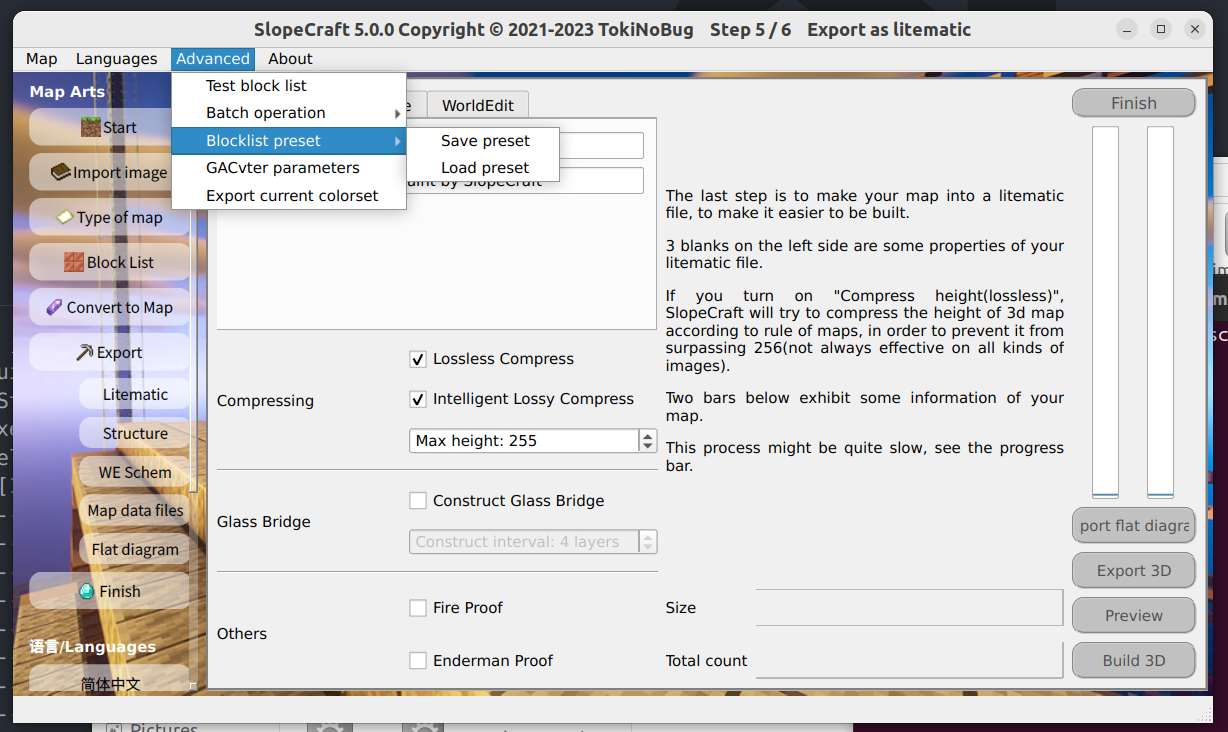 SlopeCraft 5.0.0 Copyright © 2021-2023 TokiNoBug Step 5 / 6 Export as litematic
Map Languages Advanced About
Map Arts
Start
Import image
Type of map
Block List
Convert to Map
Export
Litematic
Structure
WE Schem
Map data files
Flat diagram
Finish
语言/Languages
简体中文
Test block list
Batch operation
Blocklist preset
GACvter parameters
Export current colorset
Save preset
Load preset
WorldEdit
by SlopeCraft
Compressing
Lossless Compress
Intelligent Lossy Compress
Max height: 255
Glass Bridge
Construct Glass Bridge
Construct interval: 4 layers
Others
Fire Proof
Enderman Proof
The last step is to make your map into a litematic
file, to make it easier to be built.
3 blanks on the left side are some properties of your
litematic file.
If you turn on "Compress height(lossless)",
SlopeCraft will try to compress the height of 3d map
according to rule of maps, in order to prevent it from
surpassing 256(not always effective on all kinds of
images).
Two bars below exhibit some information of your
map.
This process might be quite slow, see the progress
bar.
Size
Total count
Finish
port flat diagra
Export 3D
Preview
Build 3D
Pictures